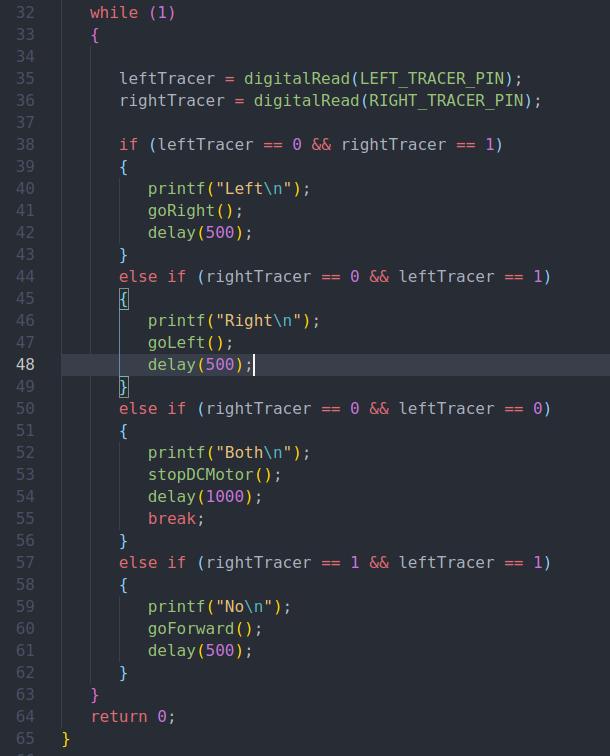 32 while (1)
33 {
34
35 leftTracer = digitalRead(LEFT_TRACER_PIN);
36 rightTracer = digitalRead(RIGHT_TRACER_PIN);
37
38 if (leftTracer == 0 && rightTracer == 1)
39 {
40 printf("Left\n");
41 goRight();
42 delay(500);
43 }
44 else if (rightTracer == 0 && leftTracer == 1)
45 {
46 printf("Right\n");
47 goLeft();
48 delay(500);
49 }
50 else if (rightTracer == 0 && leftTracer == 0)
51 {
52 printf("Both\n");
53 stopDCMotor();
54 delay(1000);
55 break;
56 }
57 else if (rightTracer == 1 && leftTracer == 1)
58 {
59 printf("No\n");
60 goForward();
61 delay(500);
62 }
63 }
64 return 0;
65 }